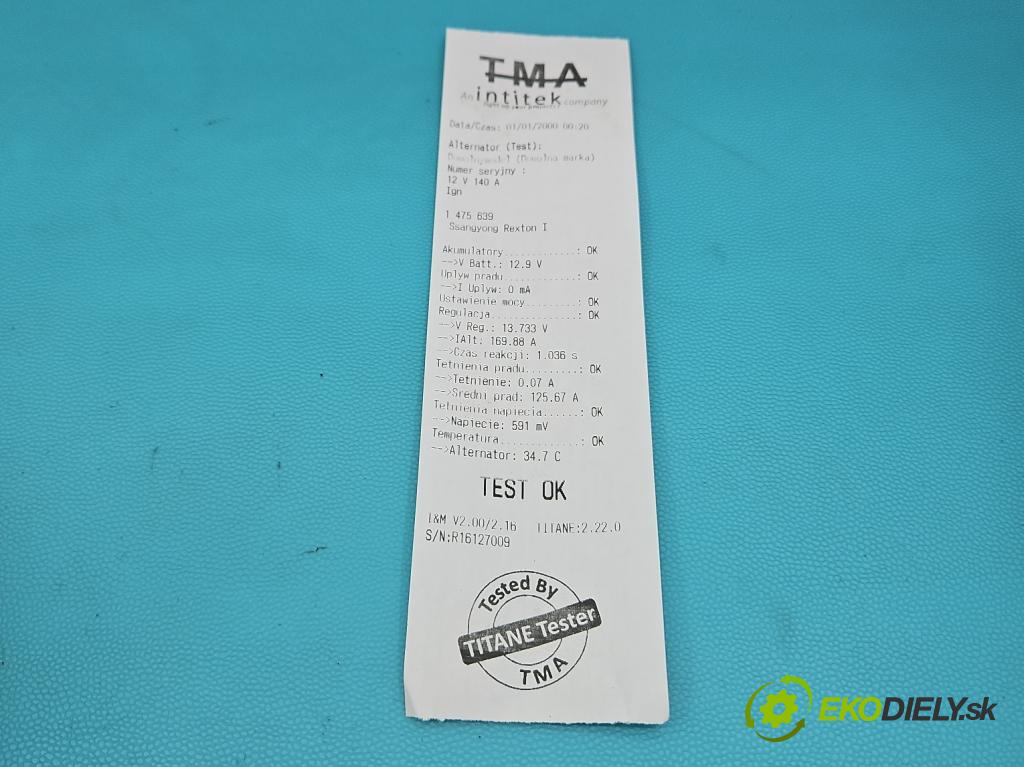 TMA
An intitek company
Data/Czas: 01/01/2000 00:20
Alternator (Test):
(Dowolna marka)
Numer seryjny :
12 V 140 A
Ign
1 475 639
Ssangyong Rexton I
Akumulatory............: OK
-->V Batt.: 12.9 V
Uplyw pradu............: OK
-->I Uplyw: 0 mA
Ustawienie mocy........: OK
Regulacja..............: OK
-->V Reg.: 13.733 V
-->IAlt: 169.88 A
-->Czas reakcji: 1.036 s
Tetnienia pradu.........: OK
-->Tetnienie: 0.07 A
-->Sredni prad: 125.67 A
Tetnienia napiecia......: OK
-->Napiecie: 591 mV
Temperatura.............: OK
-->Alternator: 34.7 C
TEST OK
I&M V2.00/2.16 TITANE:2.22.0
S/N:R16127009
Tested By
TITANE Tester
TMA
EKODIELY.sk